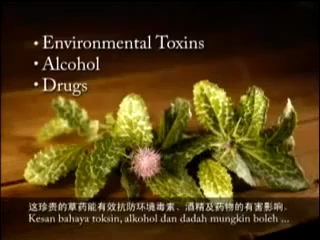 • Environmental Toxins
• Alcohol
• Drugs
这珍贵的草药能有效抗防环境毒素、酒精及药物的有害影响.
Kesan bahaya toksin, alkohol dan dadah mungkin boleh ...